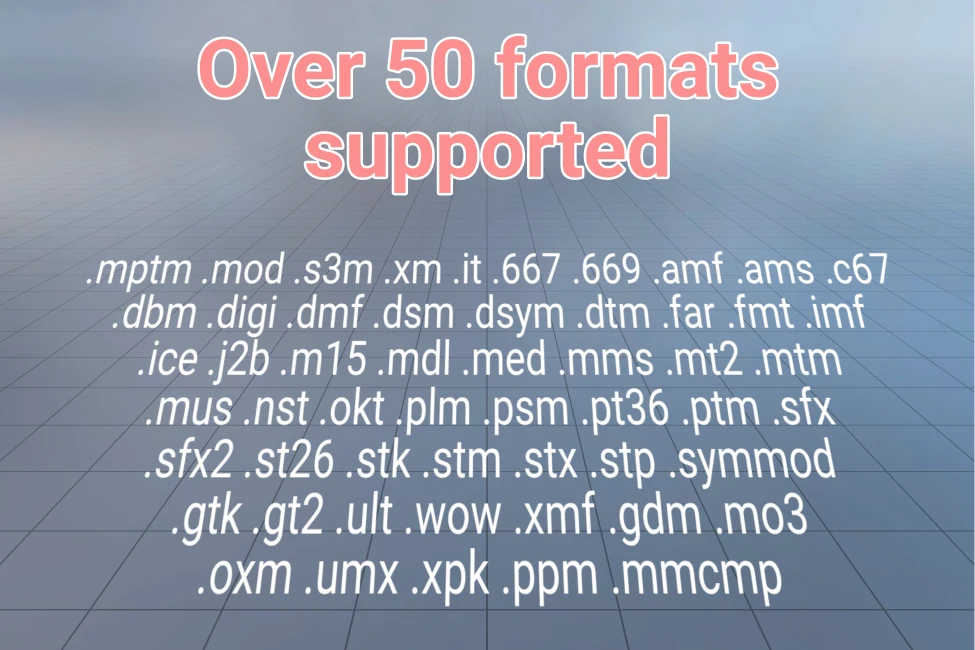 Over 50 formats
supported
.mptm .mod .s3m .xm .it .667 .669 .amf .ams .c67
.dbm .digi .dmf .dsm .dsym .dtm .far .fmt .imf
.ice .j2b .m15 .mdl .med .mms .mt2 .mtm
.mus .nst .okt .plm .psm .pt36 .ptm .sfx
.sfx2 .st26 .stk .stm .stx .stp .symmod
.gtk .gt2 .ult .wow .xmf .gdm .mo3
.oxm .umx .xpk .ppm .mmcmp